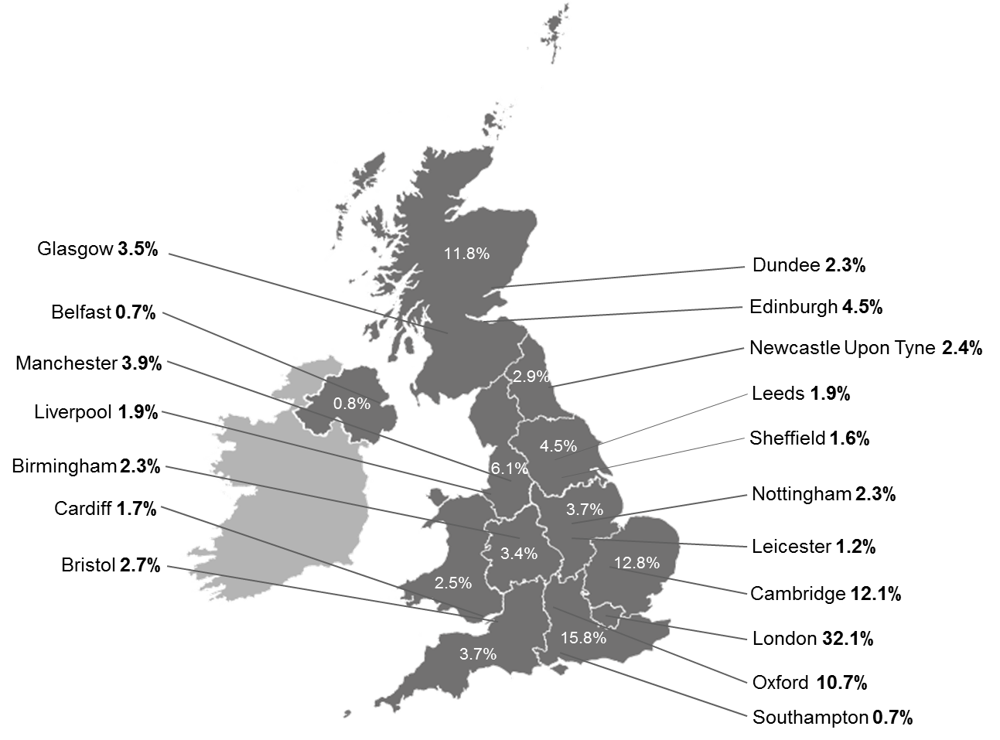 Glasgow 3.5%
Belfast 0.7%
Manchester 3.9%
Liverpool 1.9%
Birmingham 2.3%
Cardiff 1.7%
Bristol 2.7%
11.8%
2.9%
0.8%
4.5%
6.1%
3.7%
3.4%
12.8%
2.5%
15.8%
3.7%
Dundee 2.3%
Edinburgh 4.5%
Newcastle Upon Tyne 2.4%
Leeds 1.9%
Sheffield 1.6%
Nottingham 2.3%
Leicester 1.2%
Cambridge 12.1%
London 32.1%
Oxford 10.7%
Southampton 0.7%